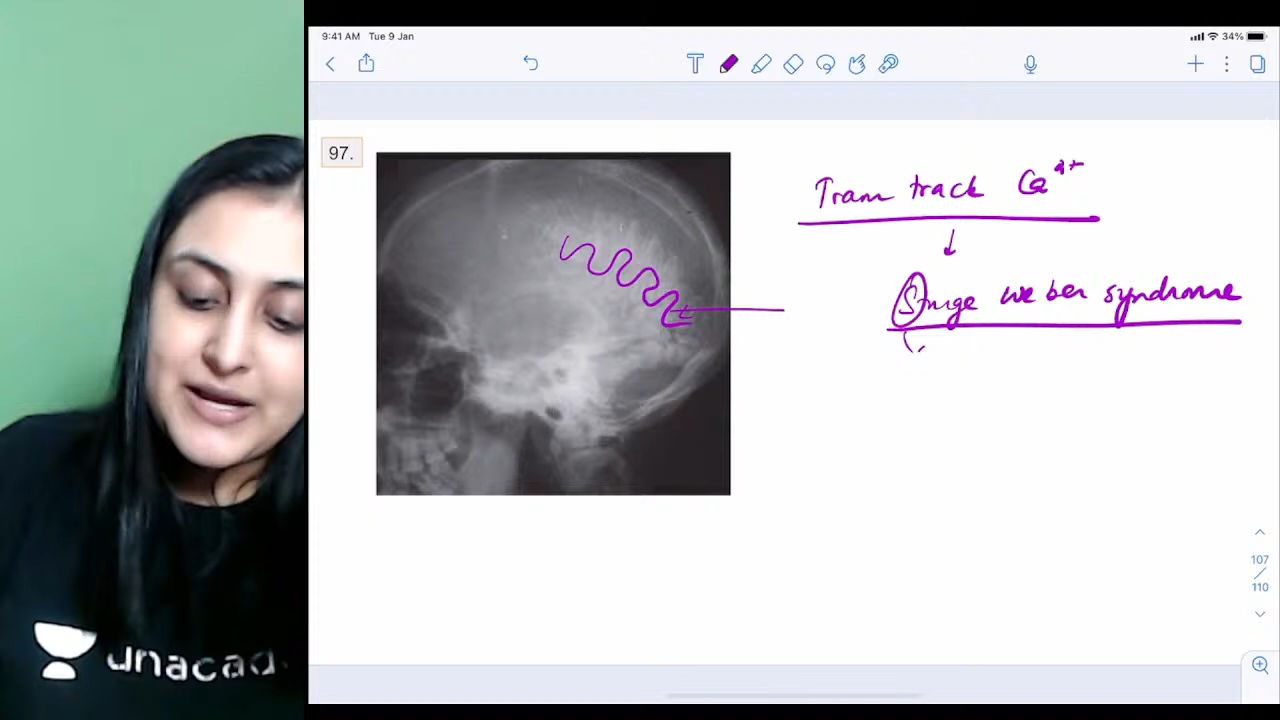 9:41 AM Tue 9 Jan
34%
T
97.
Tram track Ca2+
↓
Sturge weber syndrome
107
110
unacad